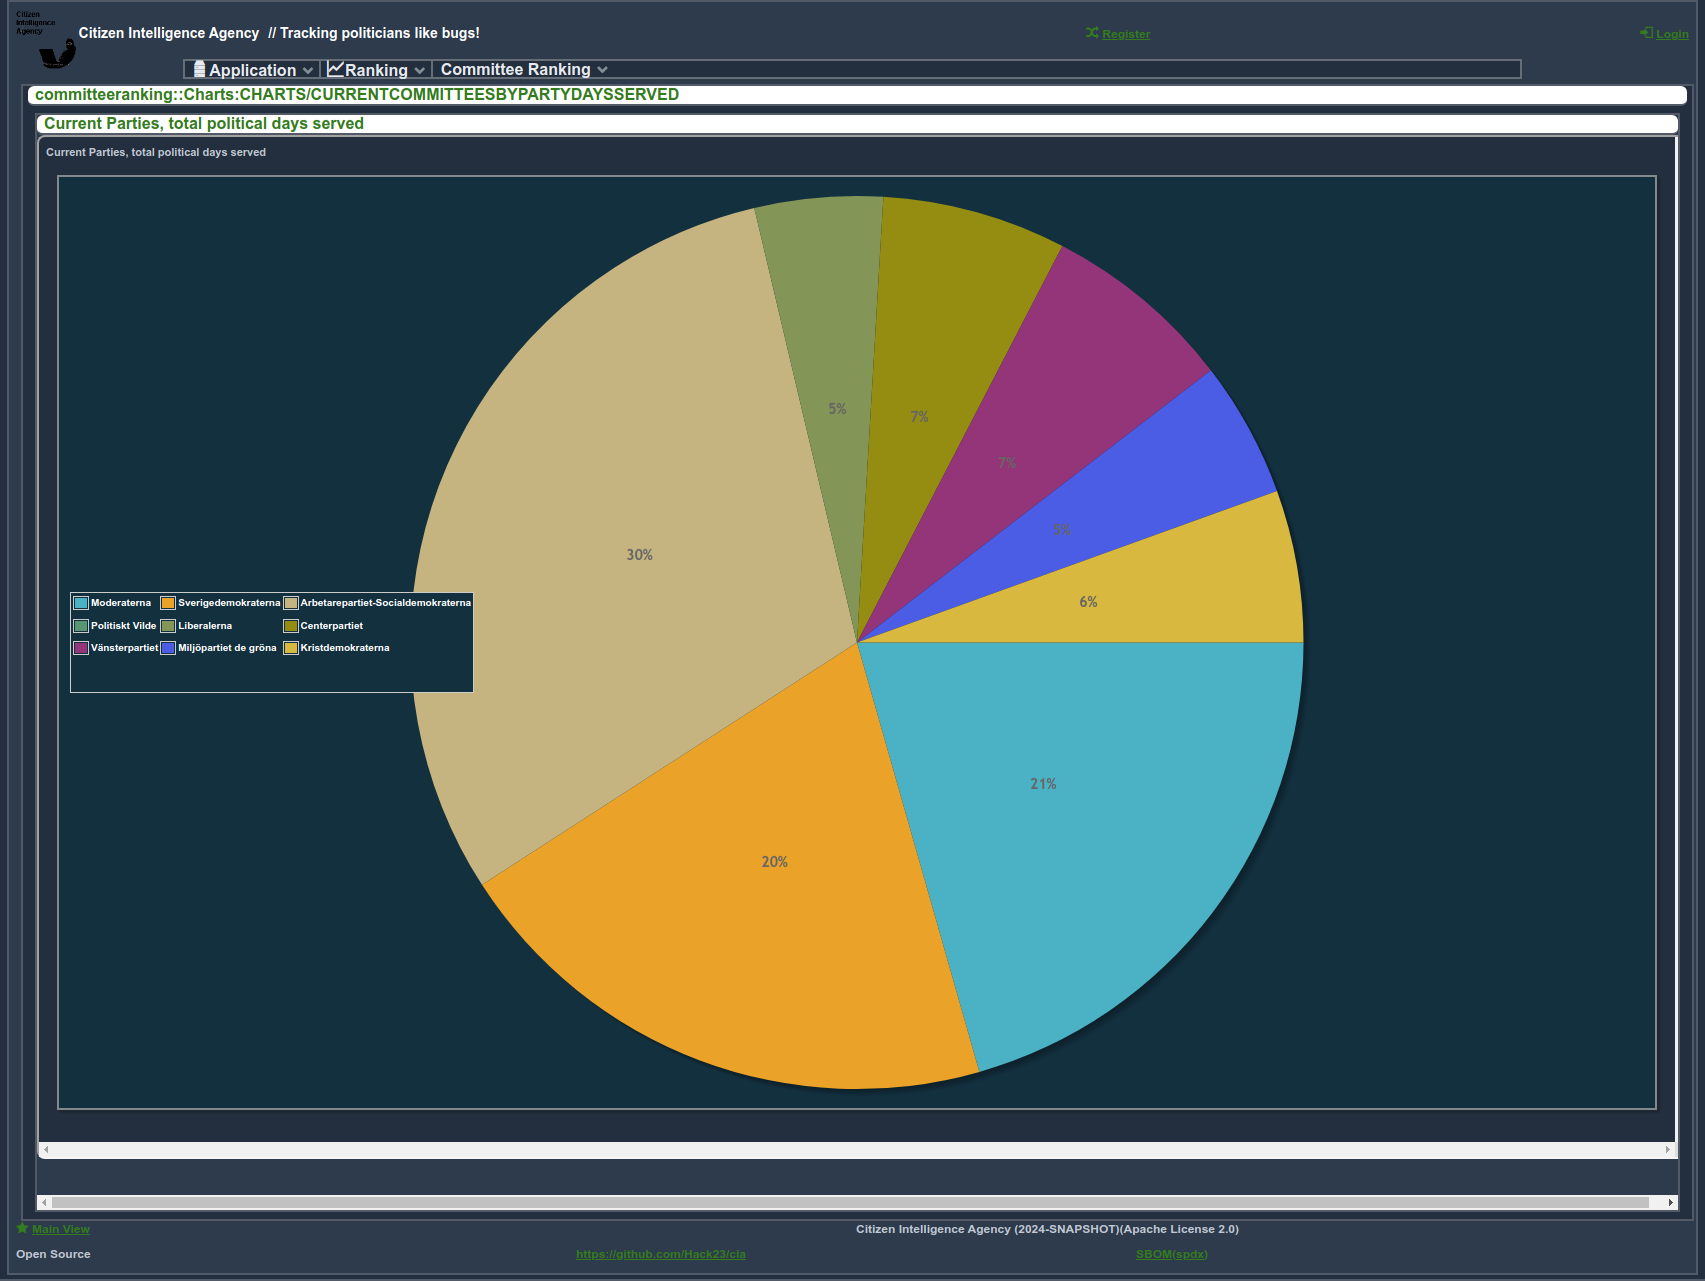 Citizen
Intelligence
Agency
Citizen Intelligence Agency // Tracking politicians like bugs!
Register
Login
Application
Ranking
Committee Ranking
committeeranking::Charts:CHARTS/CURRENTCOMMITTEESBYPARTYDAYSSERVED
Current Parties, total political days served
Current Parties, total political days served
5%
7%
7%
5%
30%
6%
21%
20%
Moderaterna Sverigedemokraterna Arbetarepartiet-Socialdemokraterna
Politiskt Vilde Liberalerna Centerpartiet
Vänsterpartiet Miljöpartiet de gröna Kristdemokraterna
Main View
Citizen Intelligence Agency (2024-SNAPSHOT)(Apache License 2.0)
Open Source
https://github.com/Hack23/cia
SBOM(spdx)